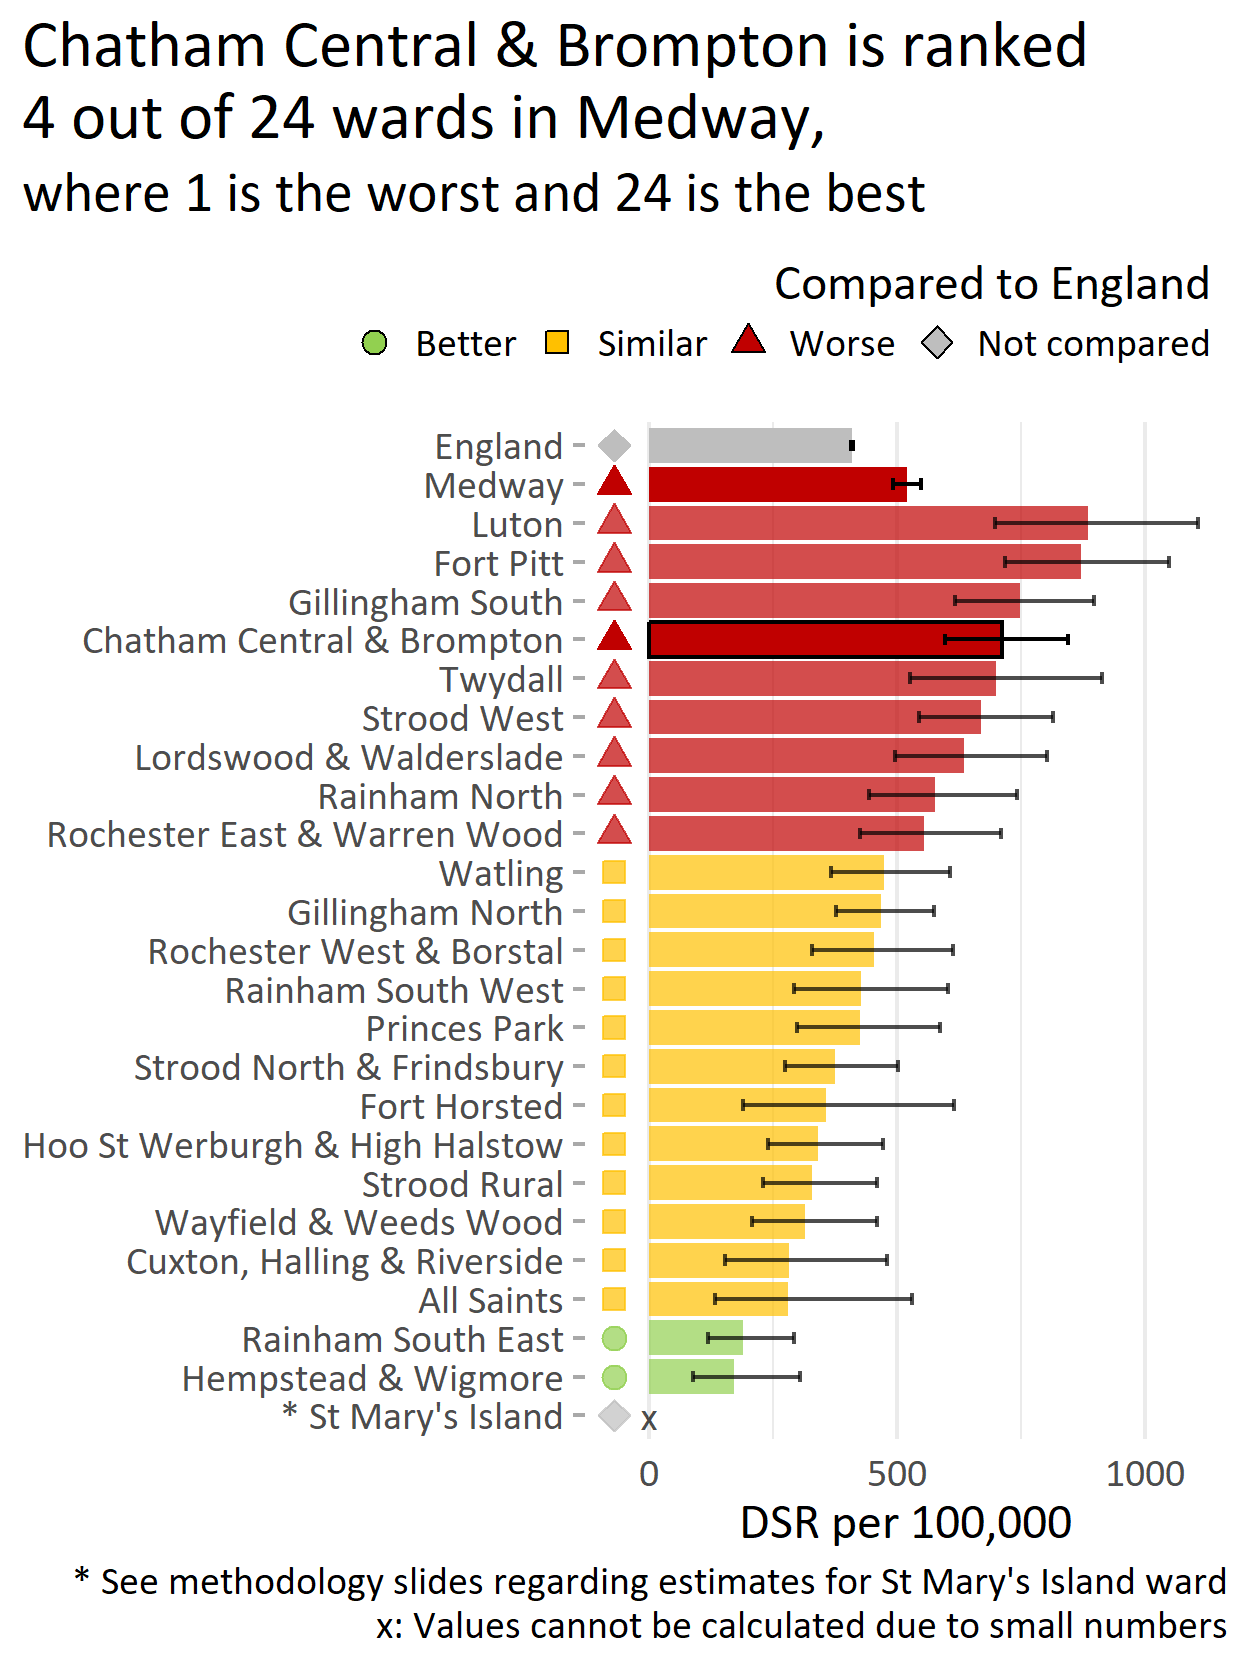 Chatham Central & Brompton is ranked
4 out of 24 wards in Medway,
where 1 is the worst and 24 is the best
Compared to England
Better Similar Worse Not compared
England
Medway
Luton
Fort Pitt
Gillingham South
Chatham Central & Brompton
Twydall
Strood West
Lordswood & Walderslade
Rainham North
Rochester East & Warren Wood
Watling
Gillingham North
Rochester West & Borstal
Rainham South West
Princes Park
Strood North & Frindsbury
Fort Horsted
Hoo St Werburgh & High Halstow
Strood Rural
Wayfield & Weeds Wood
Cuxton, Halling & Riverside
All Saints
Rainham South East
Hempstead & Wigmore
* St Mary's Island x
0 500 1000
DSR per 100,000
* See methodology slides regarding estimates for St Mary's Island ward
x: Values cannot be calculated due to small numbers